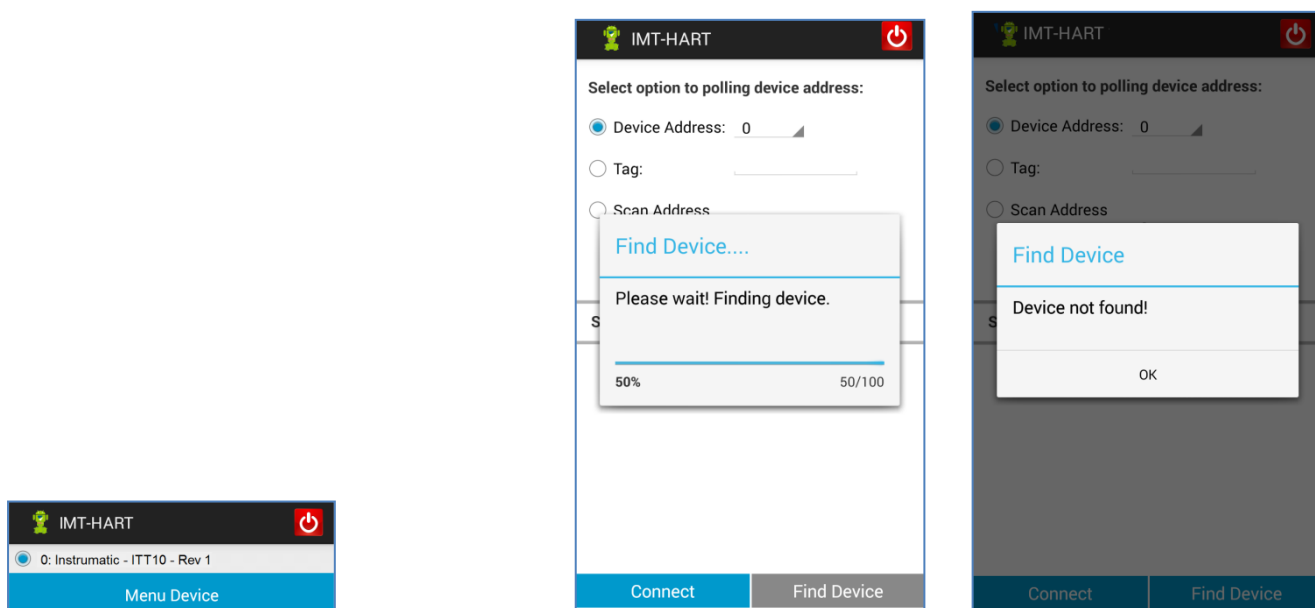 IMT-HART
0: Instrumatic - ITT10 - Rev 1
Menu Device
IMT-HART
Select option to polling device address:
Device Address: 0
Tag:
Scan Address
Find Device....
Please wait! Finding device.
S
50% 50/100
Connect Find Device
IMT-HART
Select option to polling device address:
Device Address: 0
Tag:
Scan Address
Find Device
Device not found!
S
OK
Connect Find Device